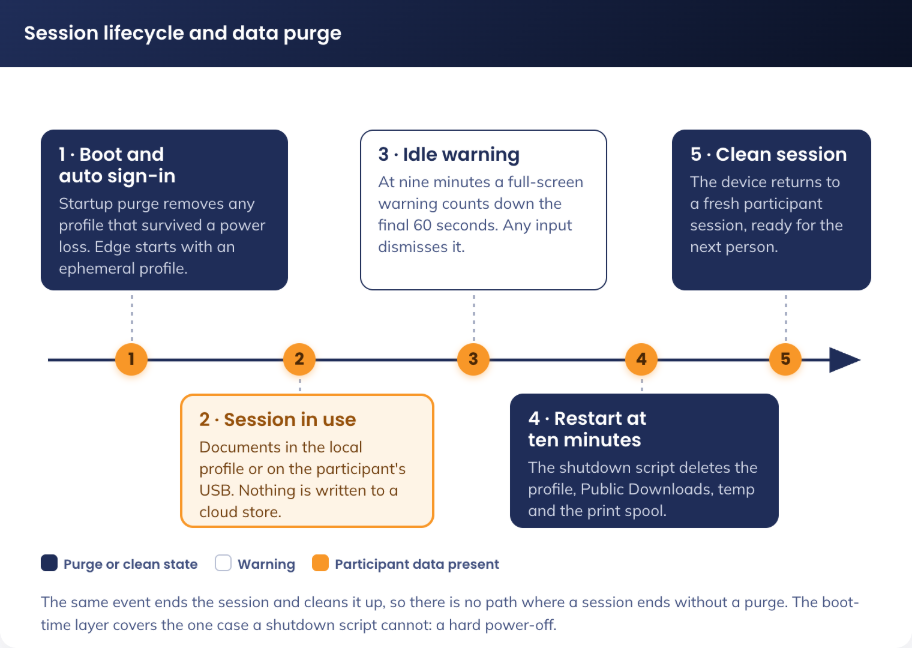 Session lifecycle and data purge
1 · Boot and
auto sign-in
Startup purge removes any
profile that survived a power
loss. Edge starts with an
ephemeral profile.
3 · Idle warning
At nine minutes a full-screen
warning counts down the
final 60 seconds. Any input
dismisses it.
5 · Clean session
The device returns to
a fresh participant
session, ready for the
next person.
1
2
3
4
5
2 · Session in use
Documents in the local
profile or on the participant's
USB. Nothing is written to a
cloud store.
4 · Restart at
ten minutes
The shutdown script deletes the
profile, Public Downloads, temp
and the print spool.
Purge or clean state
Warning
Participant data present
The same event ends the session and cleans it up, so there is no path where a session ends without a purge. The boot-
time layer covers the one case a shutdown script cannot: a hard power-off.